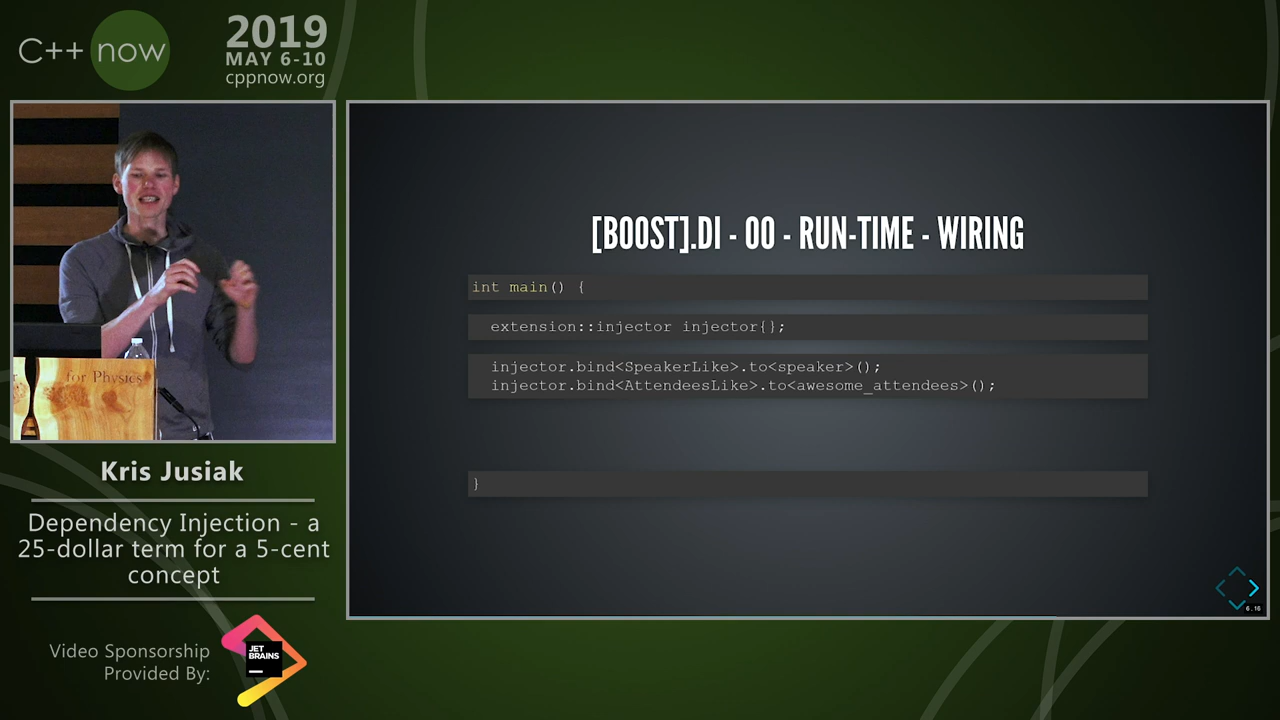 C++ now
2019
MAY 6-10
cppnow.org
for Physics
Kris Jusiak
Dependency Injection - a
25-dollar term for a 5-cent
concept
Video Sponsorship
Provided By:
JET
BRAINS
[BOOST].DI - OO - RUN-TIME - WIRING
int main() {
extension::injector injector{};
injector.bind<SpeakerLike>.to<speaker>();
injector.bind<AttendeesLike>.to<awesome_attendees>();
}
6.16